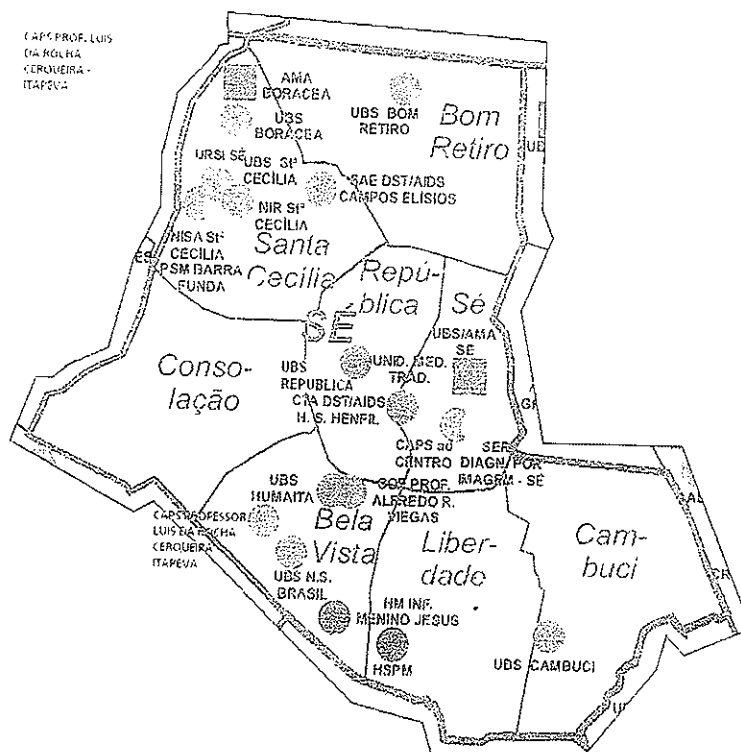 CAPS PROF. LUIS
DA ROCHA
CERQUEIRA -
ITAPEVA
AMA
BORACEA
UBS
BORACEA
UBS BOM
RETIRO
Bom
Retiro
URSI SÉ
UBS Stª
CECÍLIA
SAE DST/AIDS
CAMPOS ELÍSIOS
NIR Stª
CECÍLIA
NISA Stª
CECÍLIA
PSM BARRA
FUNDA
Santa
Cecília
Repú-
blica
Sé
SÉ
UBS/AMA
SÉ
Conso-
lação
UBS
REPUBLICA
UNID. MED.
TRAD.
CTA DST/AIDS
H. S. HENFIL
CAPS ad
CENTRO
SER.
DIAGN/POR
IMAGEM - SÉ
UBS
HUMAITA
PROF.
ALFREDO R.
VIEGAS
CAPS PROFESSOR
LUIS DA ROCHA
CERQUEIRA
ITAPEVA
Bela
Vista
Liber-
dade
Cam-
buci
UBS N.S.
BRASIL
HM INF.
MENINO JESUS
HSPM
UBS CAMBUCI